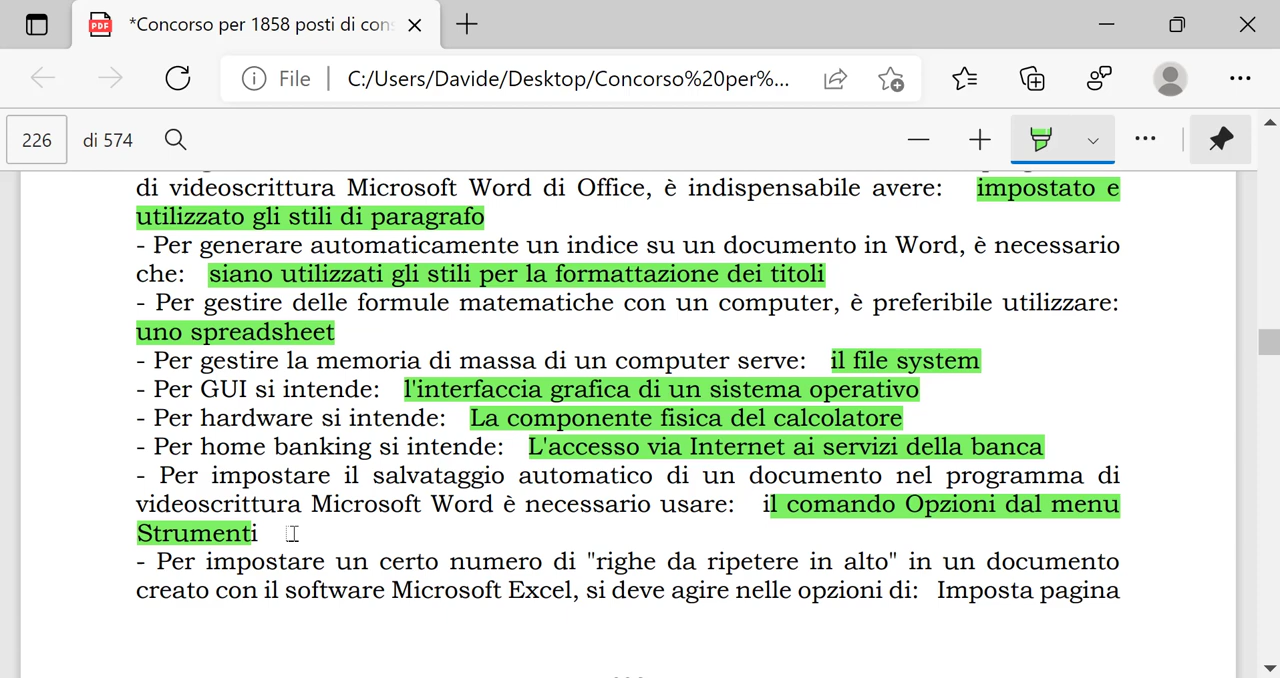 *Concorso per 1858 posti di con
File
C:/Users/Davide/Desktop/Concorso%20per%...
226 di 574
di videoscrittura Microsoft Word di Office, è indispensabile avere: impostato e
utilizzato gli stili di paragrafo
- Per generare automaticamente un indice su un documento in Word, è necessario
che: siano utilizzati gli stili per la formattazione dei titoli
- Per gestire delle formule matematiche con un computer, è preferibile utilizzare:
uno spreadsheet
- Per gestire la memoria di massa di un computer serve: il file system
- Per GUI si intende: l'interfaccia grafica di un sistema operativo
- Per hardware si intende: La componente fisica del calcolatore
- Per home banking si intende: L'accesso via Internet ai servizi della banca
- Per impostare il salvataggio automatico di un documento nel programma di
videoscrittura Microsoft Word è necessario usare: il comando Opzioni dal menu
Strumenti
- Per impostare un certo numero di "righe da ripetere in alto" in un documento
creato con il software Microsoft Excel, si deve agire nelle opzioni di: Imposta pagina